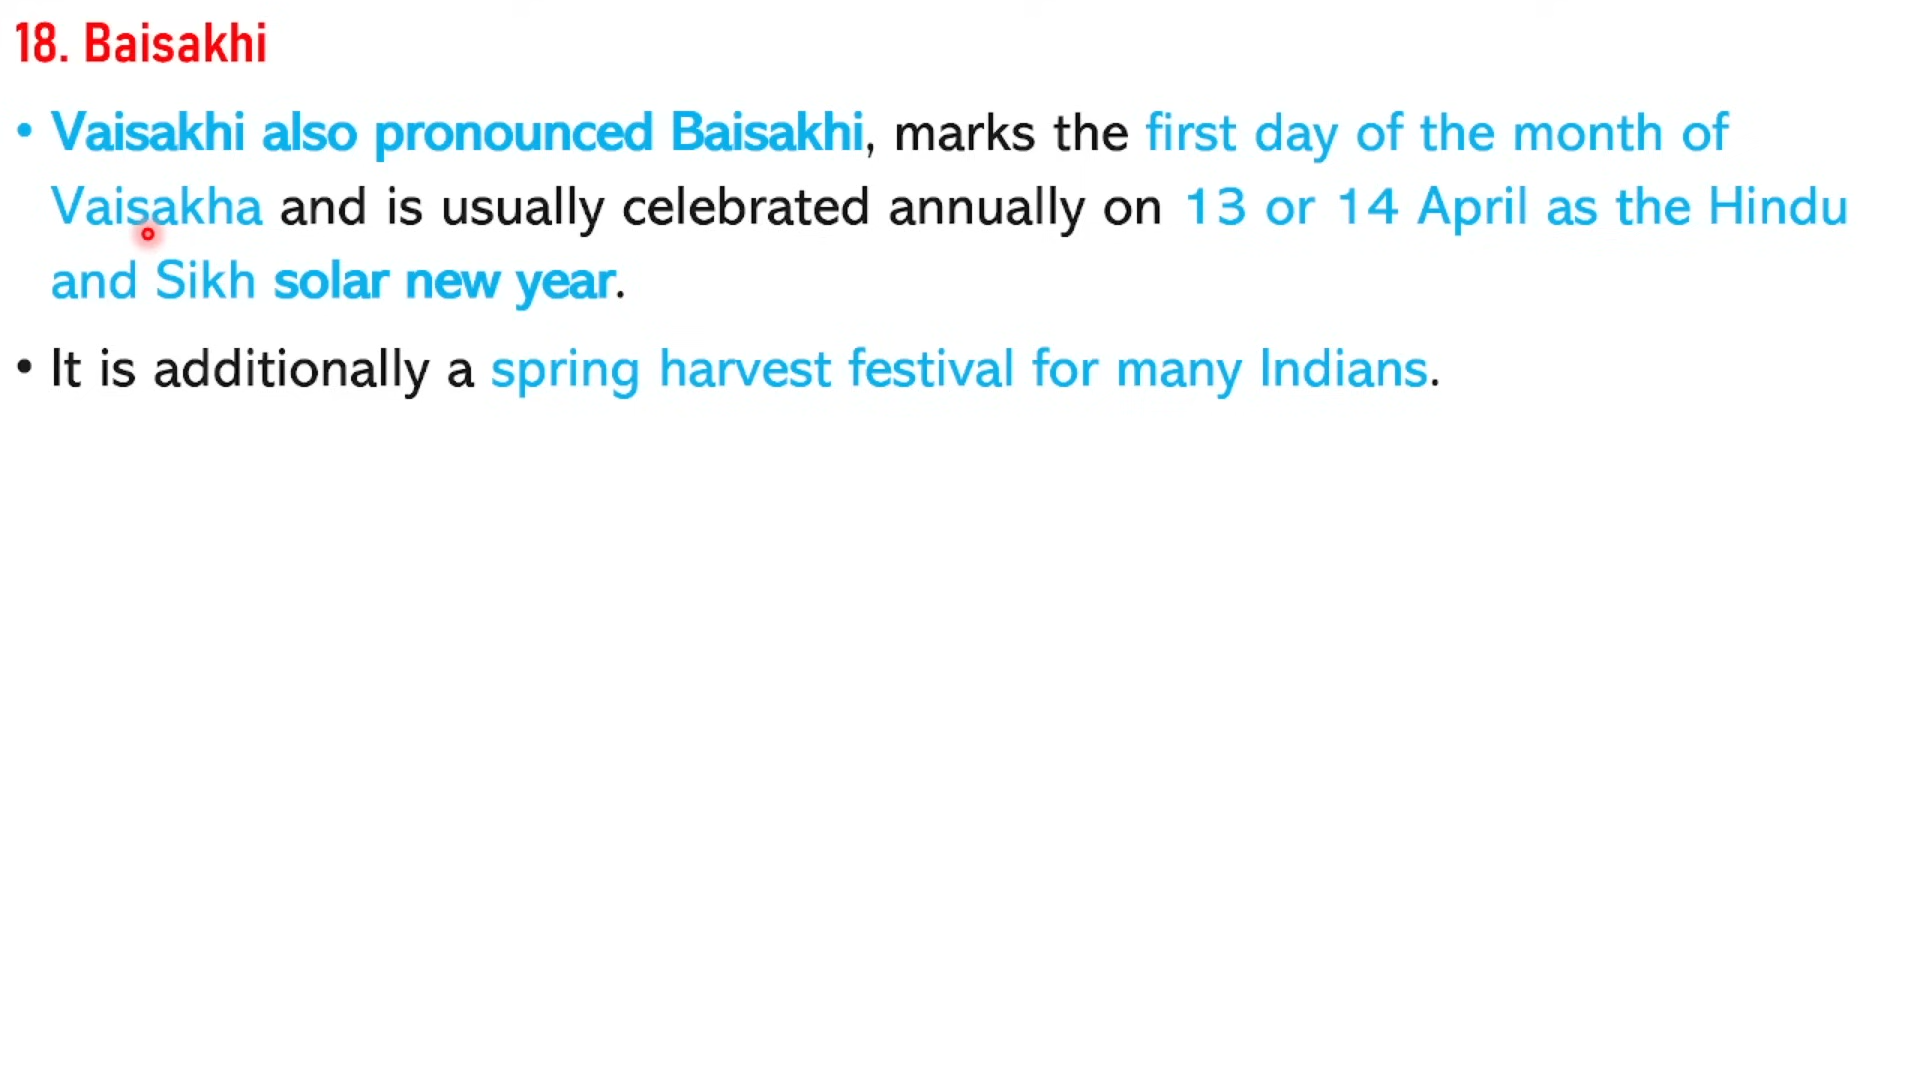 18. Baisakhi
• Vaisakhi also pronounced Baisakhi, marks the first day of the month of
Vaisakha and is usually celebrated annually on 13 or 14 April as the Hindu
and Sikh solar new year.
• It is additionally a spring harvest festival for many Indians.